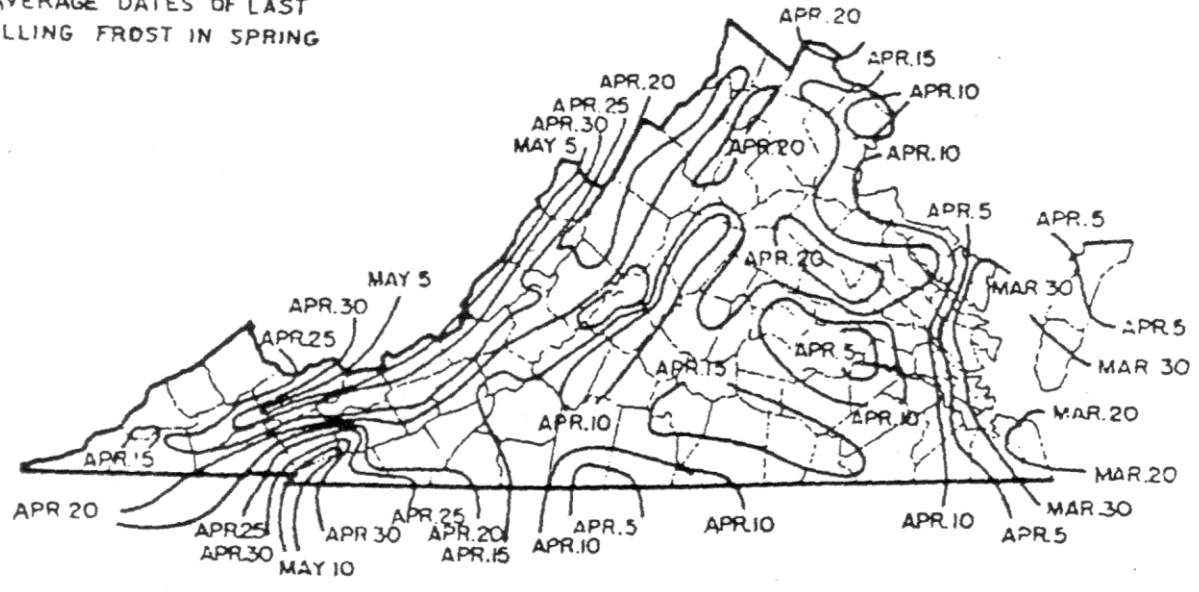 AVERAGE DATES OF LAST
LLING FROST IN SPRING
APR. 20
APR.15
APR.10
APR. 20
APR.25
APR.30
MAY 5
APR. 20
APR.10
APR. 5
APR. 5
APR. 20
MAR 30
MAY 5
APR. 30
APR.25
APR. 5
APR. 5
MAR 30
APR.15
APR.10
APR.10
MAR.20
APR.15
MAR.20
APR 20
APR.25
APR 30
APR.25
APR.20
APR.15
APR.5
APR.10
APR.10
MAR.30
APR.30
APR.10
APR.5
MAY 10